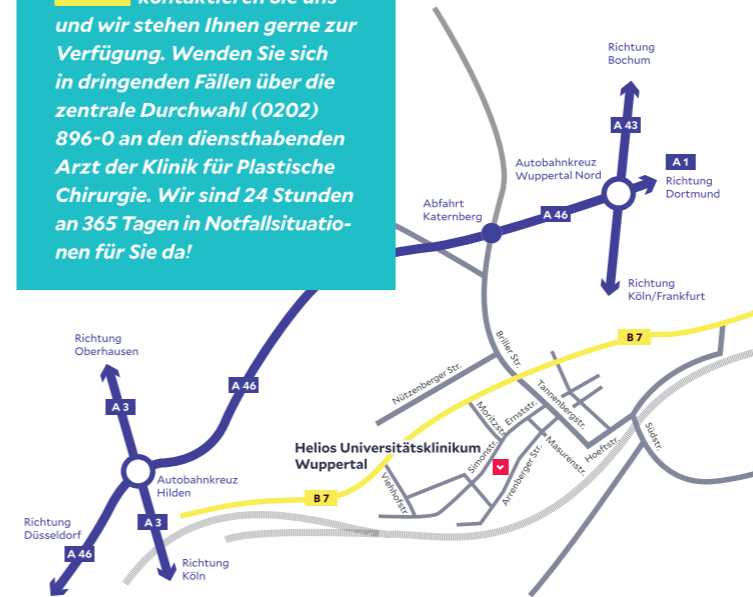 kontaktieren Sie uns
und wir stehen Ihnen gerne zur
Verfügung. Wenden Sie sich
in dringenden Fällen über die
zentrale Durchwahl (0202)
896-0 an den diensthabenden
Arzt der Klinik für Plastische
Chirurgie. Wir sind 24 Stunden
an 365 Tagen in Notfallsituatio-
nen für Sie da!
Richtung
Bochum
A 43
A 1
Autobahnkreuz
Wuppertal Nord
Richtung
Dortmund
Abfahrt
Katernberg
A 46
Richtung
Köln/Frankfurt
B 7
Richtung
Oberhausen
A 46
A 3
Briller Str.
Nützenberger Str.
Tannenbergstr.
Moritzstr.
Ernststr.
Südstr.
Hoeftstr.
Masurenstr.
Simonstr.
Arrenberger Str.
Viehhofstr.
Helios Universitätsklinikum
Wuppertal
Autobahnkreuz
Hilden
B 7
A 3
Richtung
Düsseldorf
A 46
Richtung
Köln